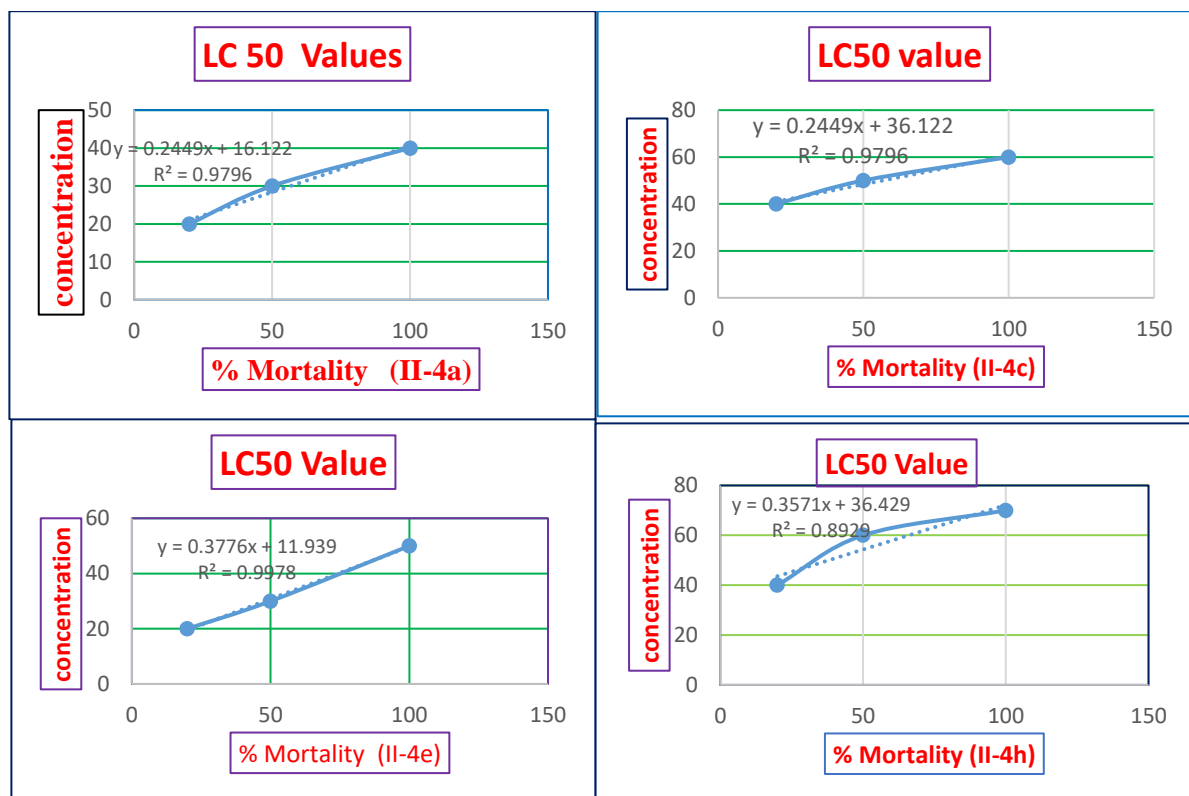 LC 50 Values
concentration
50
40
30
20
10
0
y = 0.2449x + 16.122
R² = 0.9796
0 50 100 150
% Mortality (II-4a)
LC50 value
concentration
80
60
40
20
0
y = 0.2449x + 36.122
R² = 0.9796
0 50 100 150
% Mortality (II-4c)
LC50 Value
concentration
60
40
20
0
y = 0.3776x + 11.939
R² = 0.9978
0 50 100 150
% Mortality (II-4e)
LC50 Value
concentration
80
60
40
20
0
y = 0.3571x + 36.429
R² = 0.8929
0 50 100 150
% Mortality (II-4h)